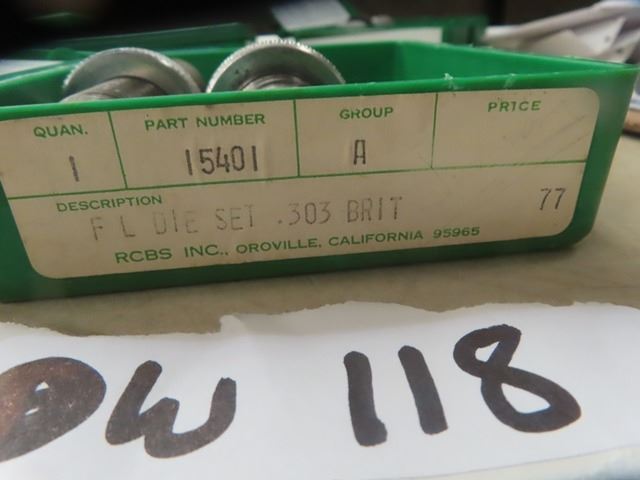 QUAN. PART NUMBER GROUP PRICE
1 15401 A
DESCRIPTION
F L DIE SET .303 BRIT 77
RCBS INC., OROVILLE, CALIFORNIA 95965
DW 118